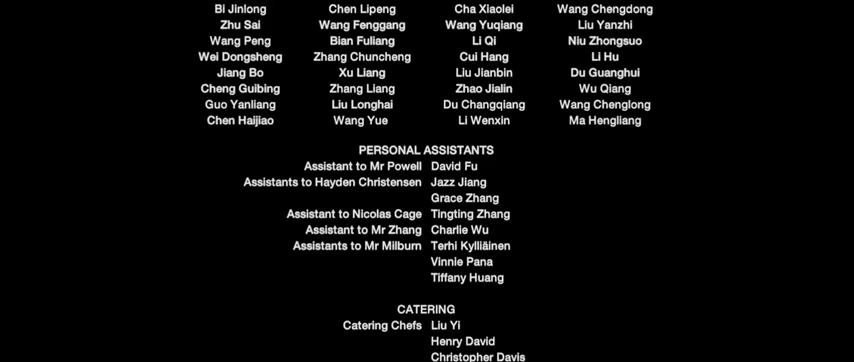 Bi Jinlong Chen Lipeng Cha Xiaolei Wang Chengdong
Zhu Sai Wang Fenggang Wang Yuqiang Liu Yanzhi
Wang Peng Bian Fuliang Li Qi Niu Zhongsuo
Wei Dongsheng Zhang Chuncheng Cui Hang Li Hu
Jiang Bo Xu Liang Liu Jianbin Du Guanghui
Cheng Guibing Zhang Liang Zhao Jialin Wu Qiang
Guo Yanliang Liu Longhai Du Changqiang Wang Chenglong
Chen Haijiao Wang Yue Li Wenxin Ma Hengliang
PERSONAL ASSISTANTS
Assistant to Mr Powell David Fu
Assistants to Hayden Christensen Jazz Jiang
Grace Zhang
Assistant to Nicolas Cage Tingting Zhang
Assistant to Mr Zhang Charlie Wu
Assistants to Mr Milburn Terhi Kylliäinen
Vinnie Pana
Tiffany Huang
CATERING
Catering Chefs Liu Yi
Henry David
Christopher Davis